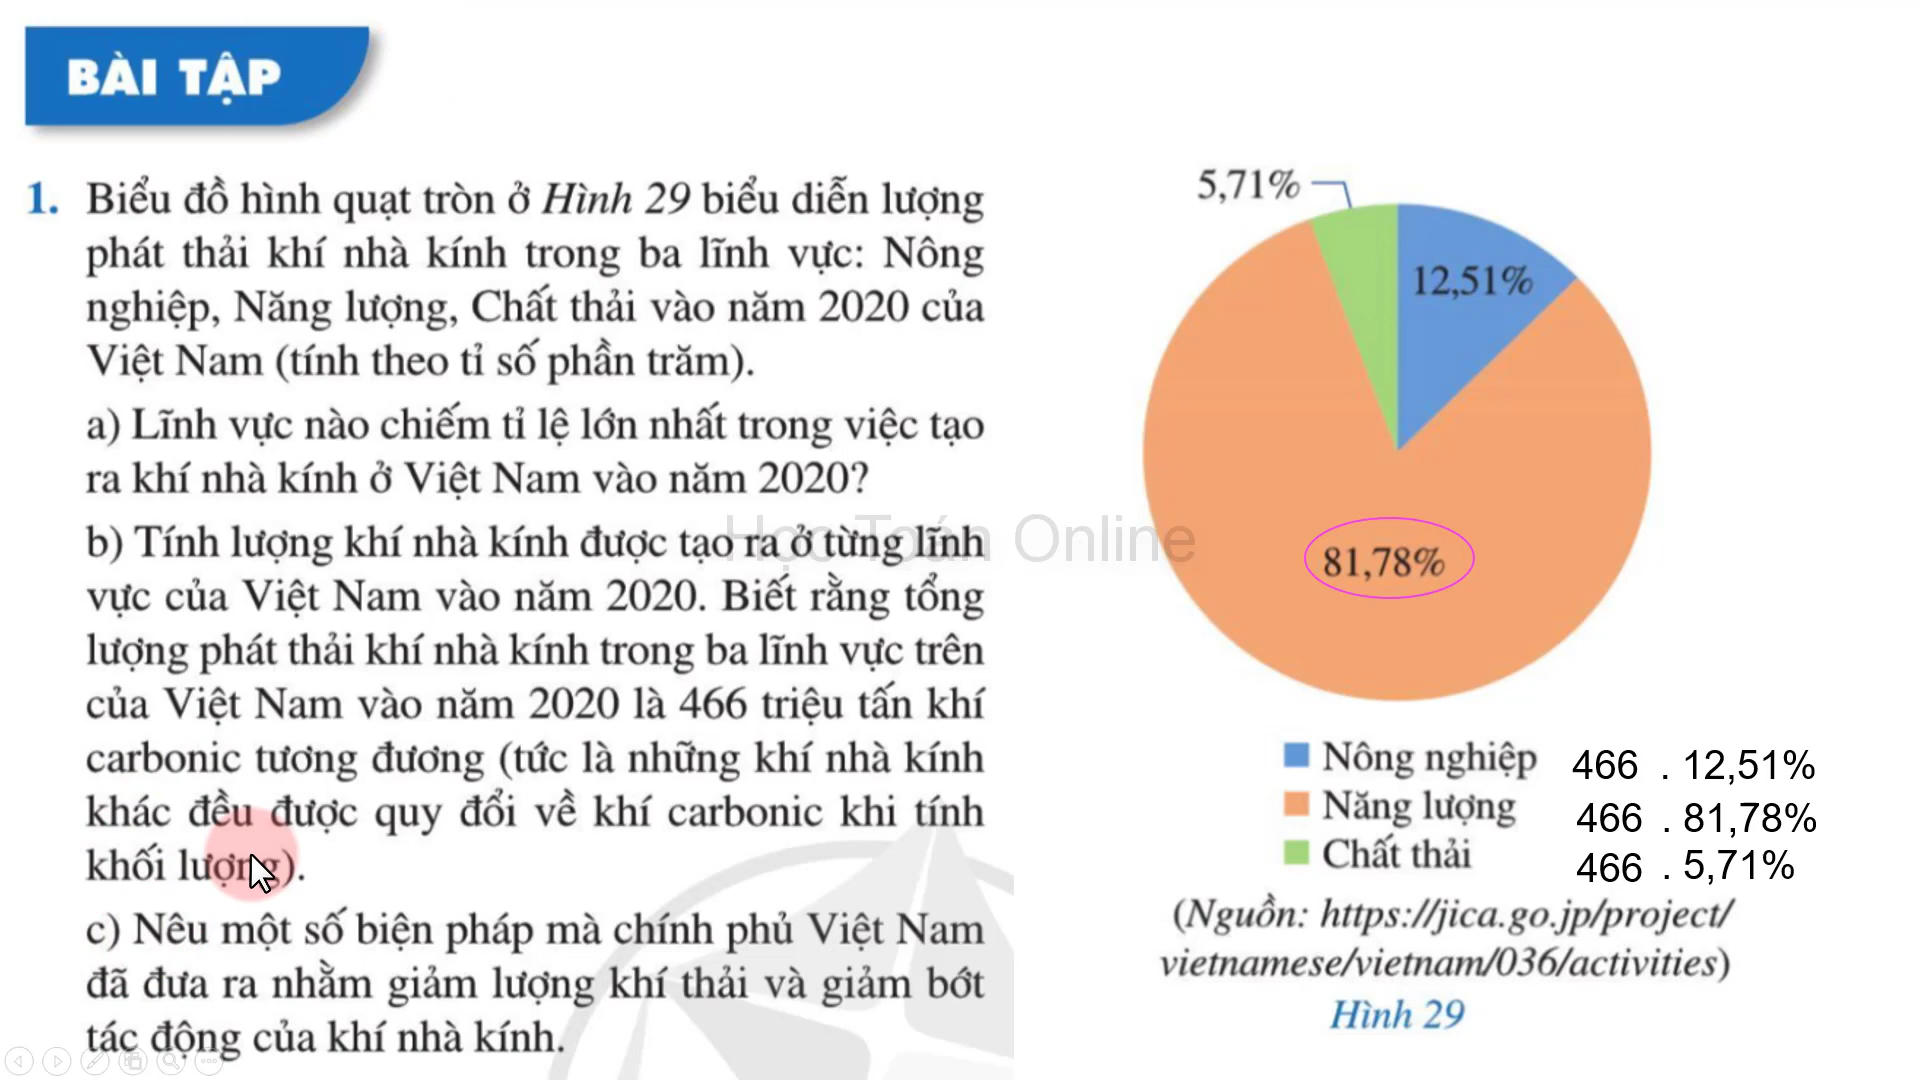 BÀI TẬP
1. Biểu đồ hình quạt tròn ở Hình 29 biểu diễn lượng
phát thải khí nhà kính trong ba lĩnh vực: Nông
nghiệp, Năng lượng, Chất thải vào năm 2020 của
Việt Nam (tính theo tỉ số phần trăm).
a) Lĩnh vực nào chiếm tỉ lệ lớn nhất trong việc tạo
ra khí nhà kính ở Việt Nam vào năm 2020?
b) Tính lượng khí nhà kính được tạo ra ở từng lĩnh
vực của Việt Nam vào năm 2020. Biết rằng tổng
lượng phát thải khí nhà kính trong ba lĩnh vực trên
của Việt Nam vào năm 2020 là 466 triệu tấn khí
carbonic tương đương (tức là những khí nhà kính
khác đều được quy đổi về khí carbonic khi tính
khối lượng).
c) Nêu một số biện pháp mà chính phủ Việt Nam
đã đưa ra nhằm giảm lượng khí thải và giảm bớt
tác động của khí nhà kính.
Học Toán Online
5,71%
12,51%
81,78%
Nông nghiệp 466 . 12,51%
Năng lượng 466 . 81,78%
Chất thải 466 . 5,71%
(Nguồn: https://jica.go.jp/project/
vietnamese/vietnam/036/activities)
Hình 29